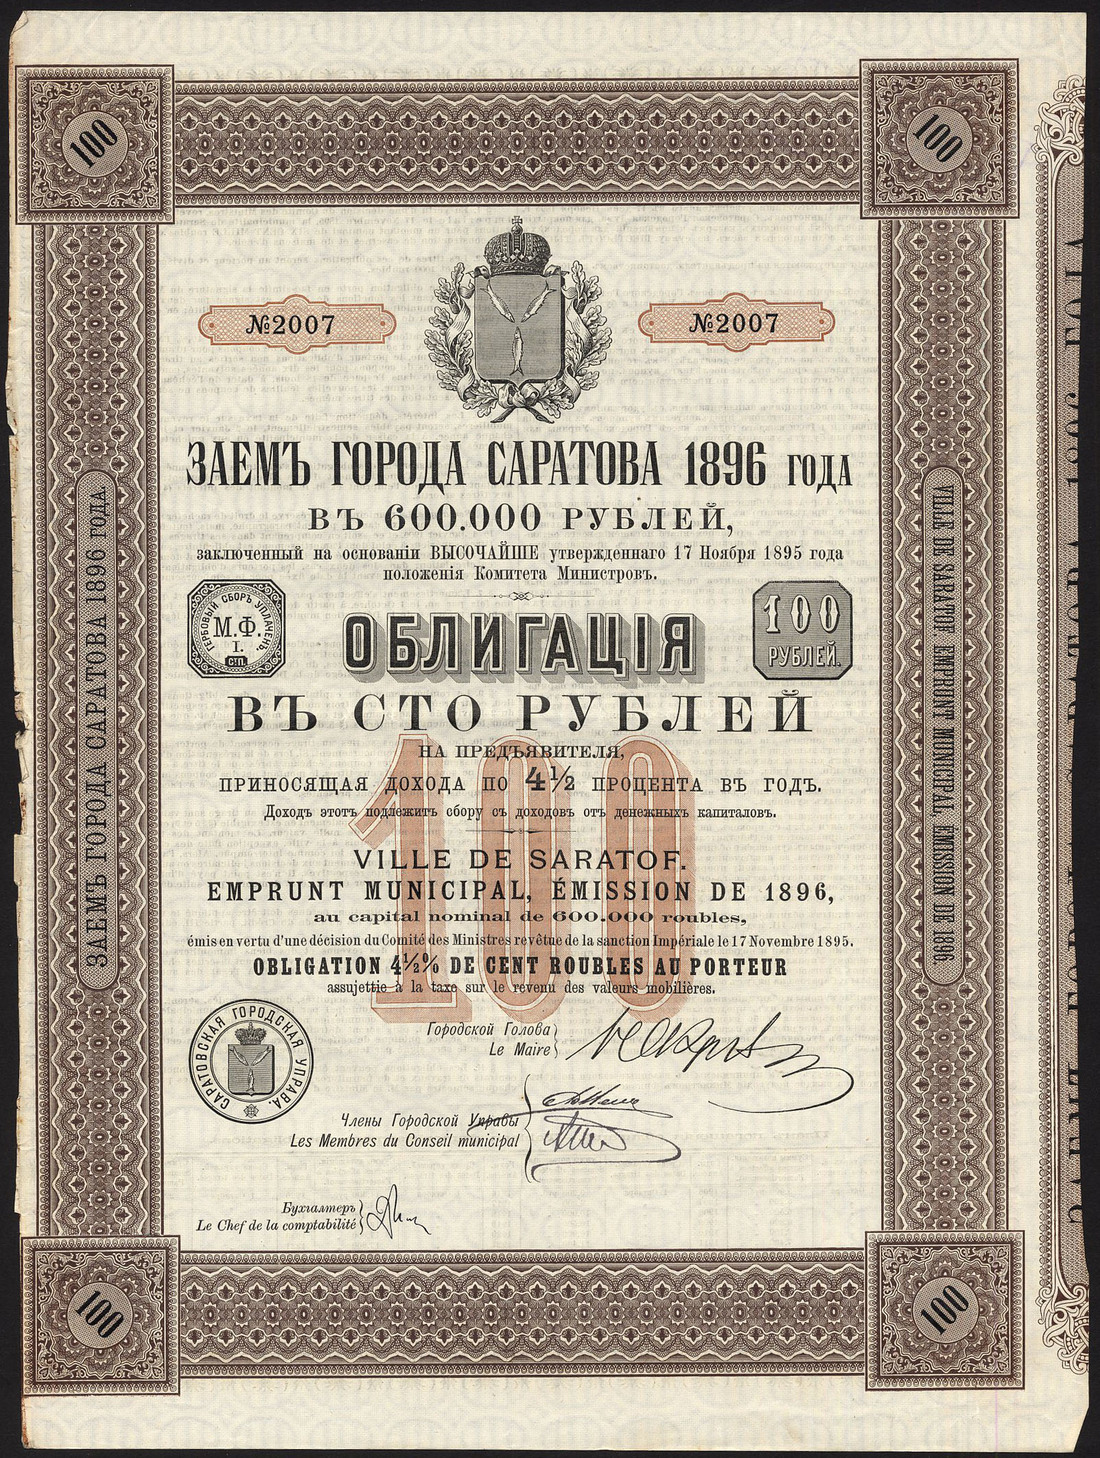 100
100
№2007
№2007
ЗАЕМЪ ГОРОДА САРАТОВА 1896 ГОДА
ВЪ 600.000 РУБЛЕЙ,
заключенный на основаніи ВЫСОЧАЙШЕ утвержденнаго 17 Ноября 1895 года
положенія Комитета Министровъ.
ГЕРБОВЫЙ СБОРЪ УПЛАЧЕНЪ.
М.Ф.
I.
СТП.
ОБЛИГАЦІЯ
100
РУБЛЕЙ.
ВЪ СТО РУБЛЕЙ
НА ПРЕДЪЯВИТЕЛЯ,
ПРИНОСЯЩАЯ ДОХОДА ПО 4½ ПРОЦЕНТА ВЪ ГОДЪ.
Доходъ этотъ подлежитъ сбору съ доходовъ отъ денежныхъ капиталовъ.
100
VILLE DE SARATOF.
EMPRUNT MUNICIPAL, ÉMISSION DE 1896,
au capital nominal de 600.000 roubles,
émis en vertu d'une décision du Comité des Ministres revêtue de la sanction Impériale le 17 Novembre 1895.
OBLIGATION 4½% DE CENT ROUBLES AU PORTEUR
assujettie à la taxe sur le revenu des valeurs mobilières.
САРАТОВСКАЯ ГОРОДСКАЯ УПРАВА.
Городской Голова
Le Maire
Члены Городской Управы
Les Membres du Conseil municipal
Бухгалтеръ
Le Chef de la comptabilité
ЗАЕМЪ ГОРОДА САРАТОВА 1896 ГОДА.
VILLE DE SARATOF EMPRUNT MUNICIPAL, EMISSION DE 1896
100
100